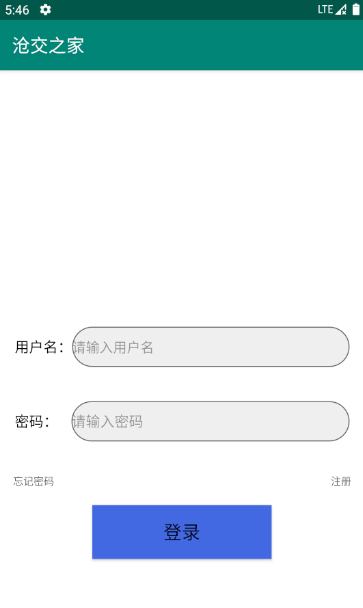 5:46 LTE
沧交之家
用户名： 请输入用户名
密码： 请输入密码
忘记密码 注册
登录